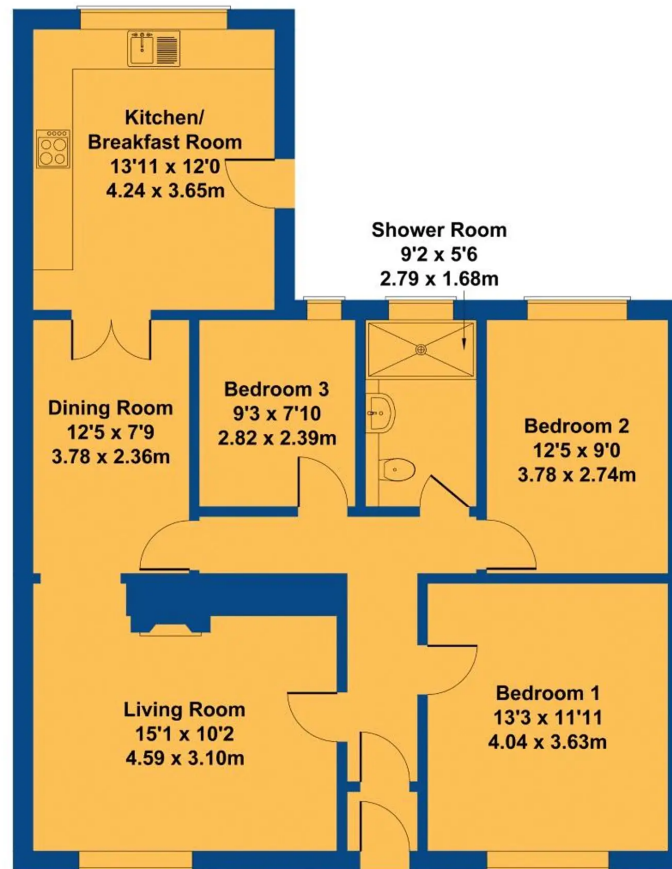 Kitchen/
Breakfast Room
13'11 x 12'0
4.24 x 3.65m
Shower Room
9'2 x 5'6
2.79 x 1.68m
Dining Room
12'5 x 7'9
3.78 x 2.36m
Bedroom 3
9'3 x 7'10
2.82 x 2.39m
Bedroom 2
12'5 x 9'0
3.78 x 2.74m
Living Room
15'1 x 10'2
4.59 x 3.10m
Bedroom 1
13'3 x 11'11
4.04 x 3.63m